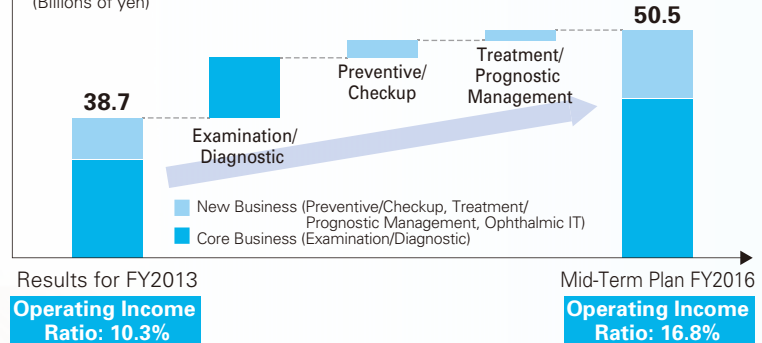 (Billions of yen)
50.5
38.7
Examination/
Diagnostic
Preventive/
Checkup
Treatment/
Prognostic
Management
New Business (Preventive/Checkup, Treatment/
Prognostic Management, Ophthalmic IT)
Core Business (Examination/Diagnostic)
Results for FY2013
Mid-Term Plan FY2016
Operating Income
Ratio: 10.3%
Operating Income
Ratio: 16.8%